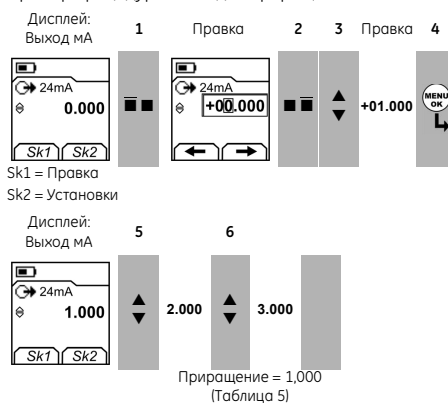 Дисплей:
Выход мА
1
Правка
2
3
Правка
4
24mA
0.000
Sk1 Sk2
24mA
+00.000
+01.000
MENU
OK
Sk1 = Правка
Sk2 = Установки
Дисплей:
Выход мА
5
6
24mA
1.000
Sk1 Sk2
2.000
3.000
Приращение = 1,000
(Таблица 5)